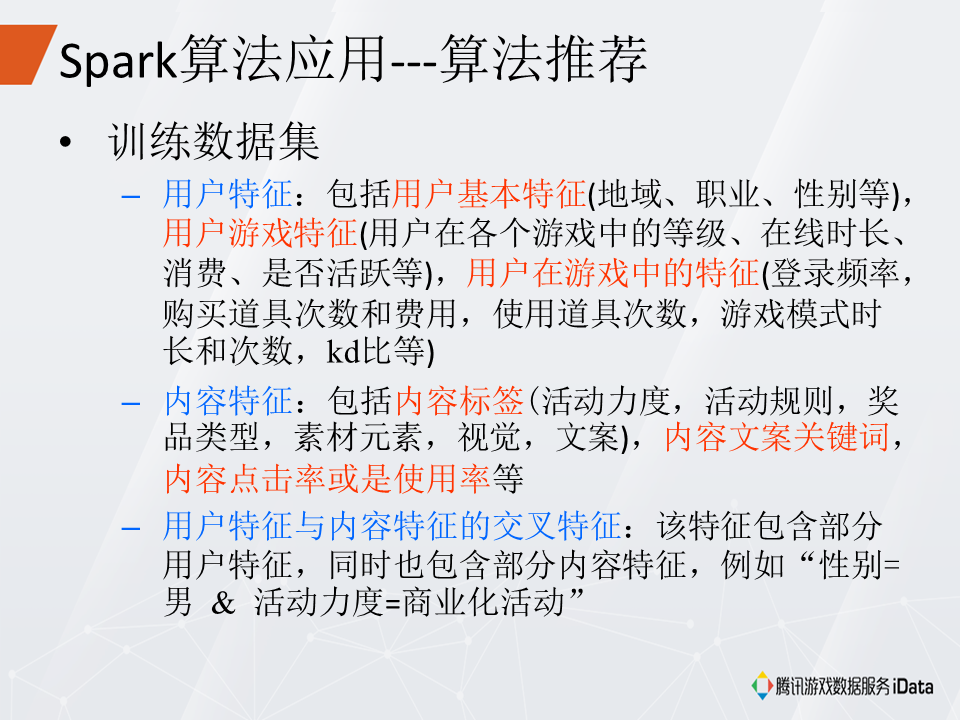 Spark算法应用---算法推荐
• 训练数据集
– 用户特征：包括用户基本特征(地域、职业、性别等)，
用户游戏特征(用户在各个游戏中的等级、在线时长、
消费、是否活跃等)，用户在游戏中的特征(登录频率，
购买道具次数和费用，使用道具次数，游戏模式时
长和次数，kd比等)
– 内容特征：包括内容标签(活动力度，活动规则，奖
品类型，素材元素，视觉，文案)，内容文案关键词，
内容点击率或是使用率等
– 用户特征与内容特征的交叉特征：该特征包含部分
用户特征，同时也包含部分内容特征，例如“性别=
男 & 活动力度=商业化活动”
腾讯游戏数据服务 iData